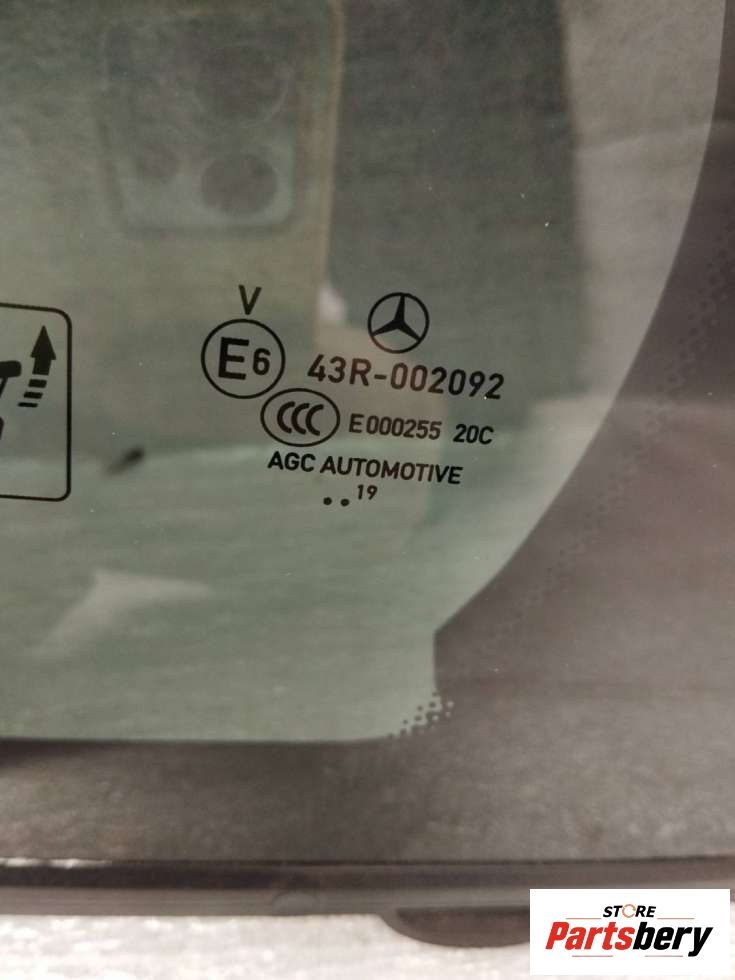 V
E6
43R-002092
CCC
E000255 20C
AGC AUTOMOTIVE
..19
STORE
Partsbery